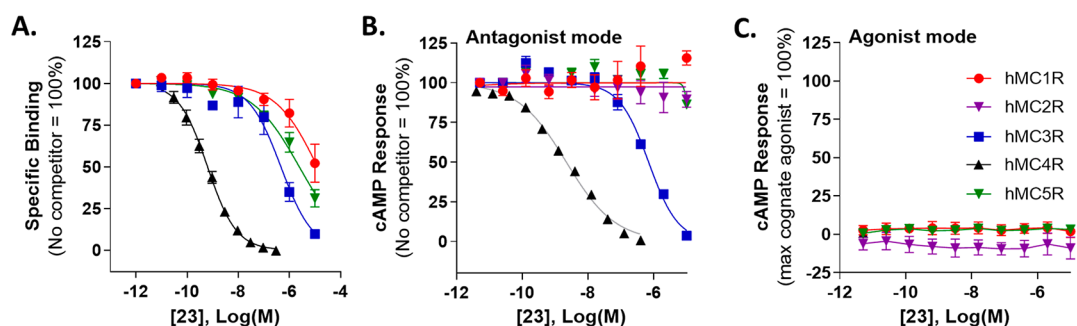 A.
Specific Binding
(No competitor = 100%)
125
100
75
50
25
0
-12
-10
-8
-6
-4
[23], Log(M)
B.
Antagonist mode
cAMP Response
(No competitor = 100%)
125
100
75
50
25
0
-12
-10
-8
-6
[23], Log(M)
C.
Agonist mode
cAMP Response
(max cognate agonist = 100%)
125
100
75
50
25
0
-25
-12
-10
-8
-6
[23], Log(M)
hMC1R
hMC2R
hMC3R
hMC4R
hMC5R